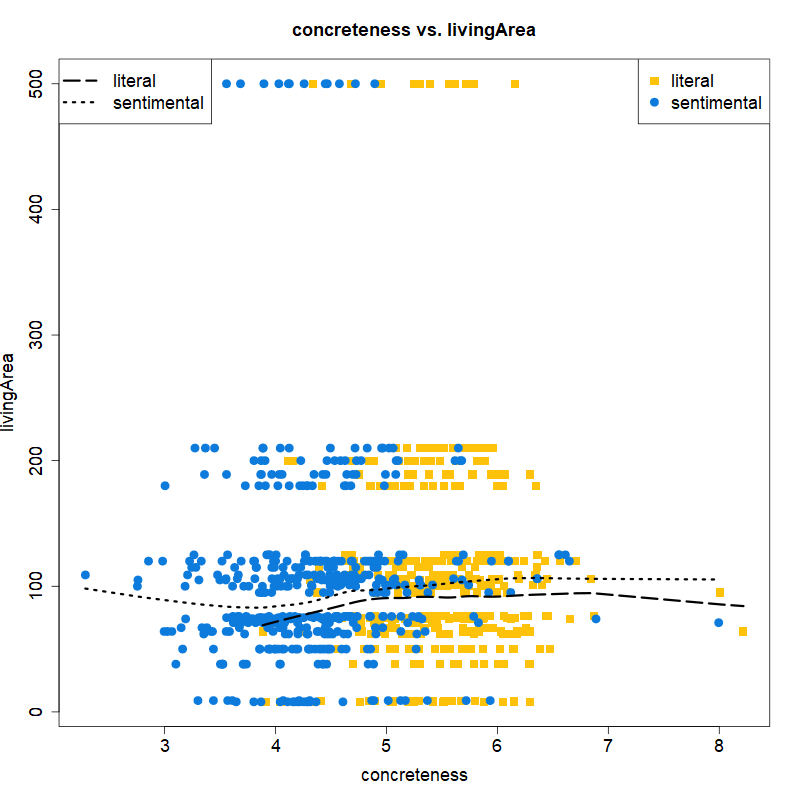 concreteness vs. livingArea
literal
sentimental
literal
sentimental
livingArea
500
400
300
200
100
0
3 4 5 6 7 8
concreteness